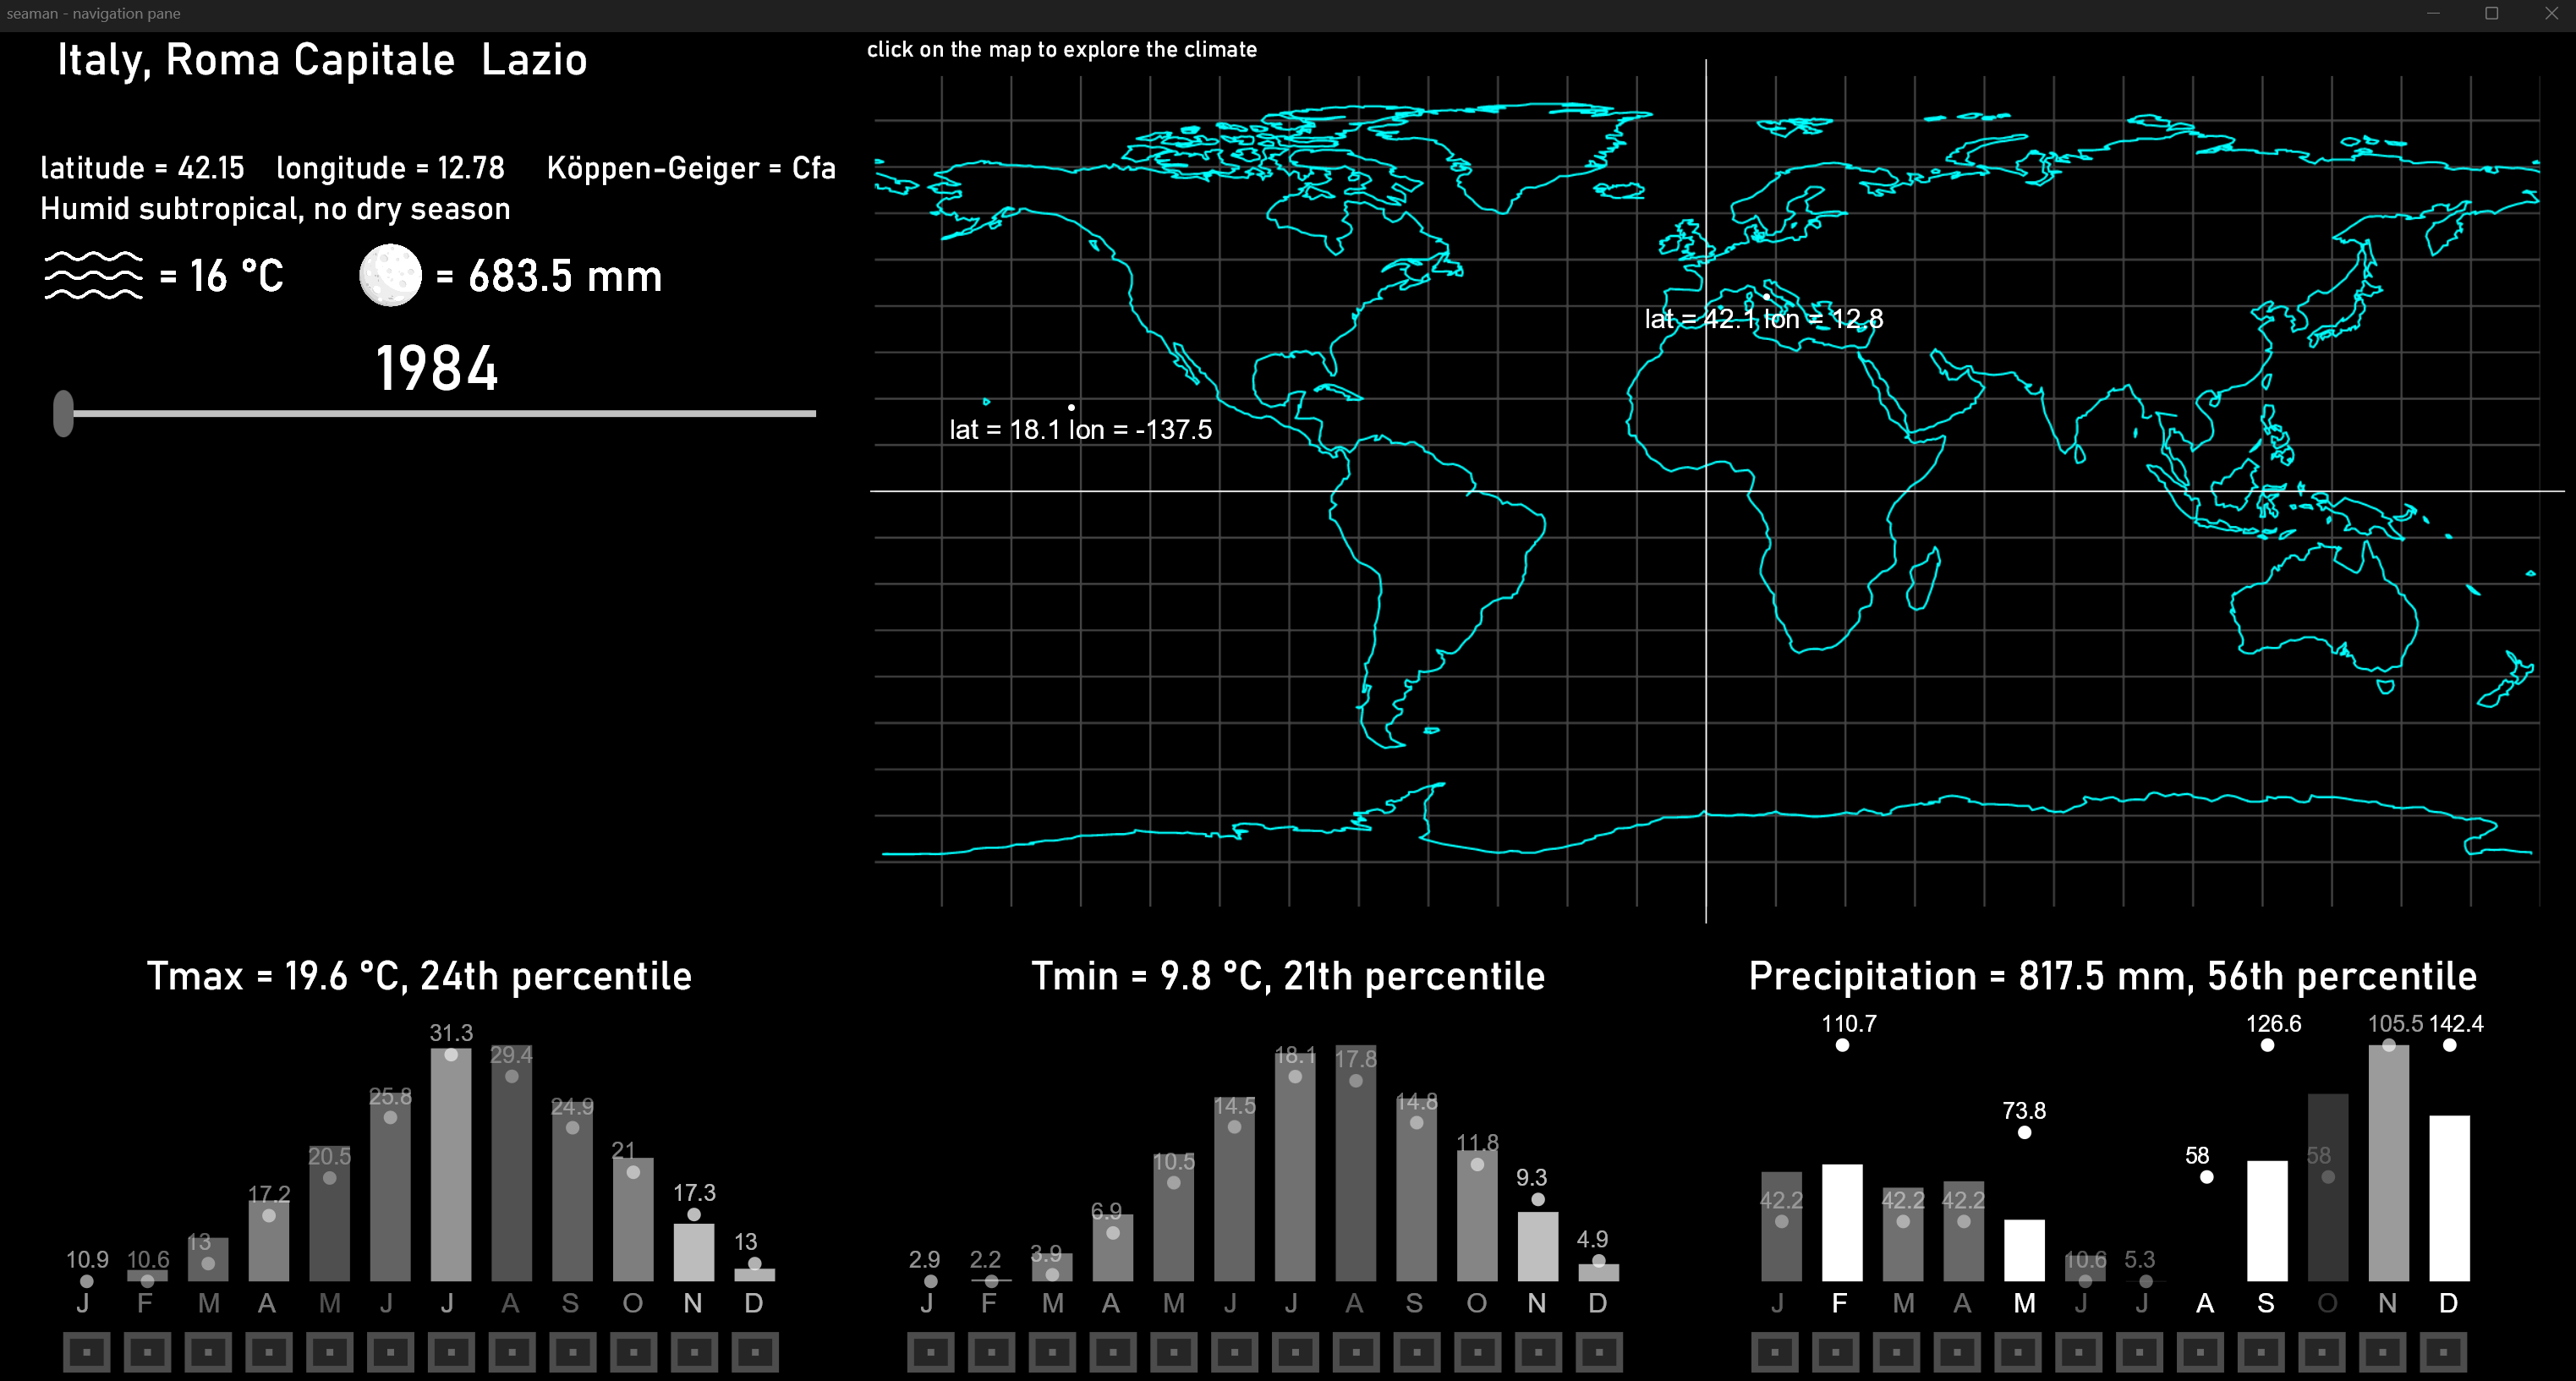 seaman - navigation pane
Italy, Roma Capitale  Lazio
click on the map to explore the climate
latitude = 42.15 longitude = 12.78 Köppen-Geiger = Cfa
Humid subtropical, no dry season
= 16 °C = 683.5 mm
1984
lat = 42.1 lon = 12.8
lat = 18.1 lon = -137.5
Tmax = 19.6 °C, 24th percentile
10.9 10.6 13 17.2 20.5 25.8 31.3 29.4 24.9 21 17.3 13
J F M A M J J A S O N D
Tmin = 9.8 °C, 21th percentile
2.9 2.2 3.9 6.9 10.5 14.5 18.1 17.8 14.8 11.8 9.3 4.9
J F M A M J J A S O N D
Precipitation = 817.5 mm, 56th percentile
42.2 110.7 42.2 42.2 73.8 10.6 5.3 58 126.6 58 105.5 142.4
J F M A M J J A S O N D